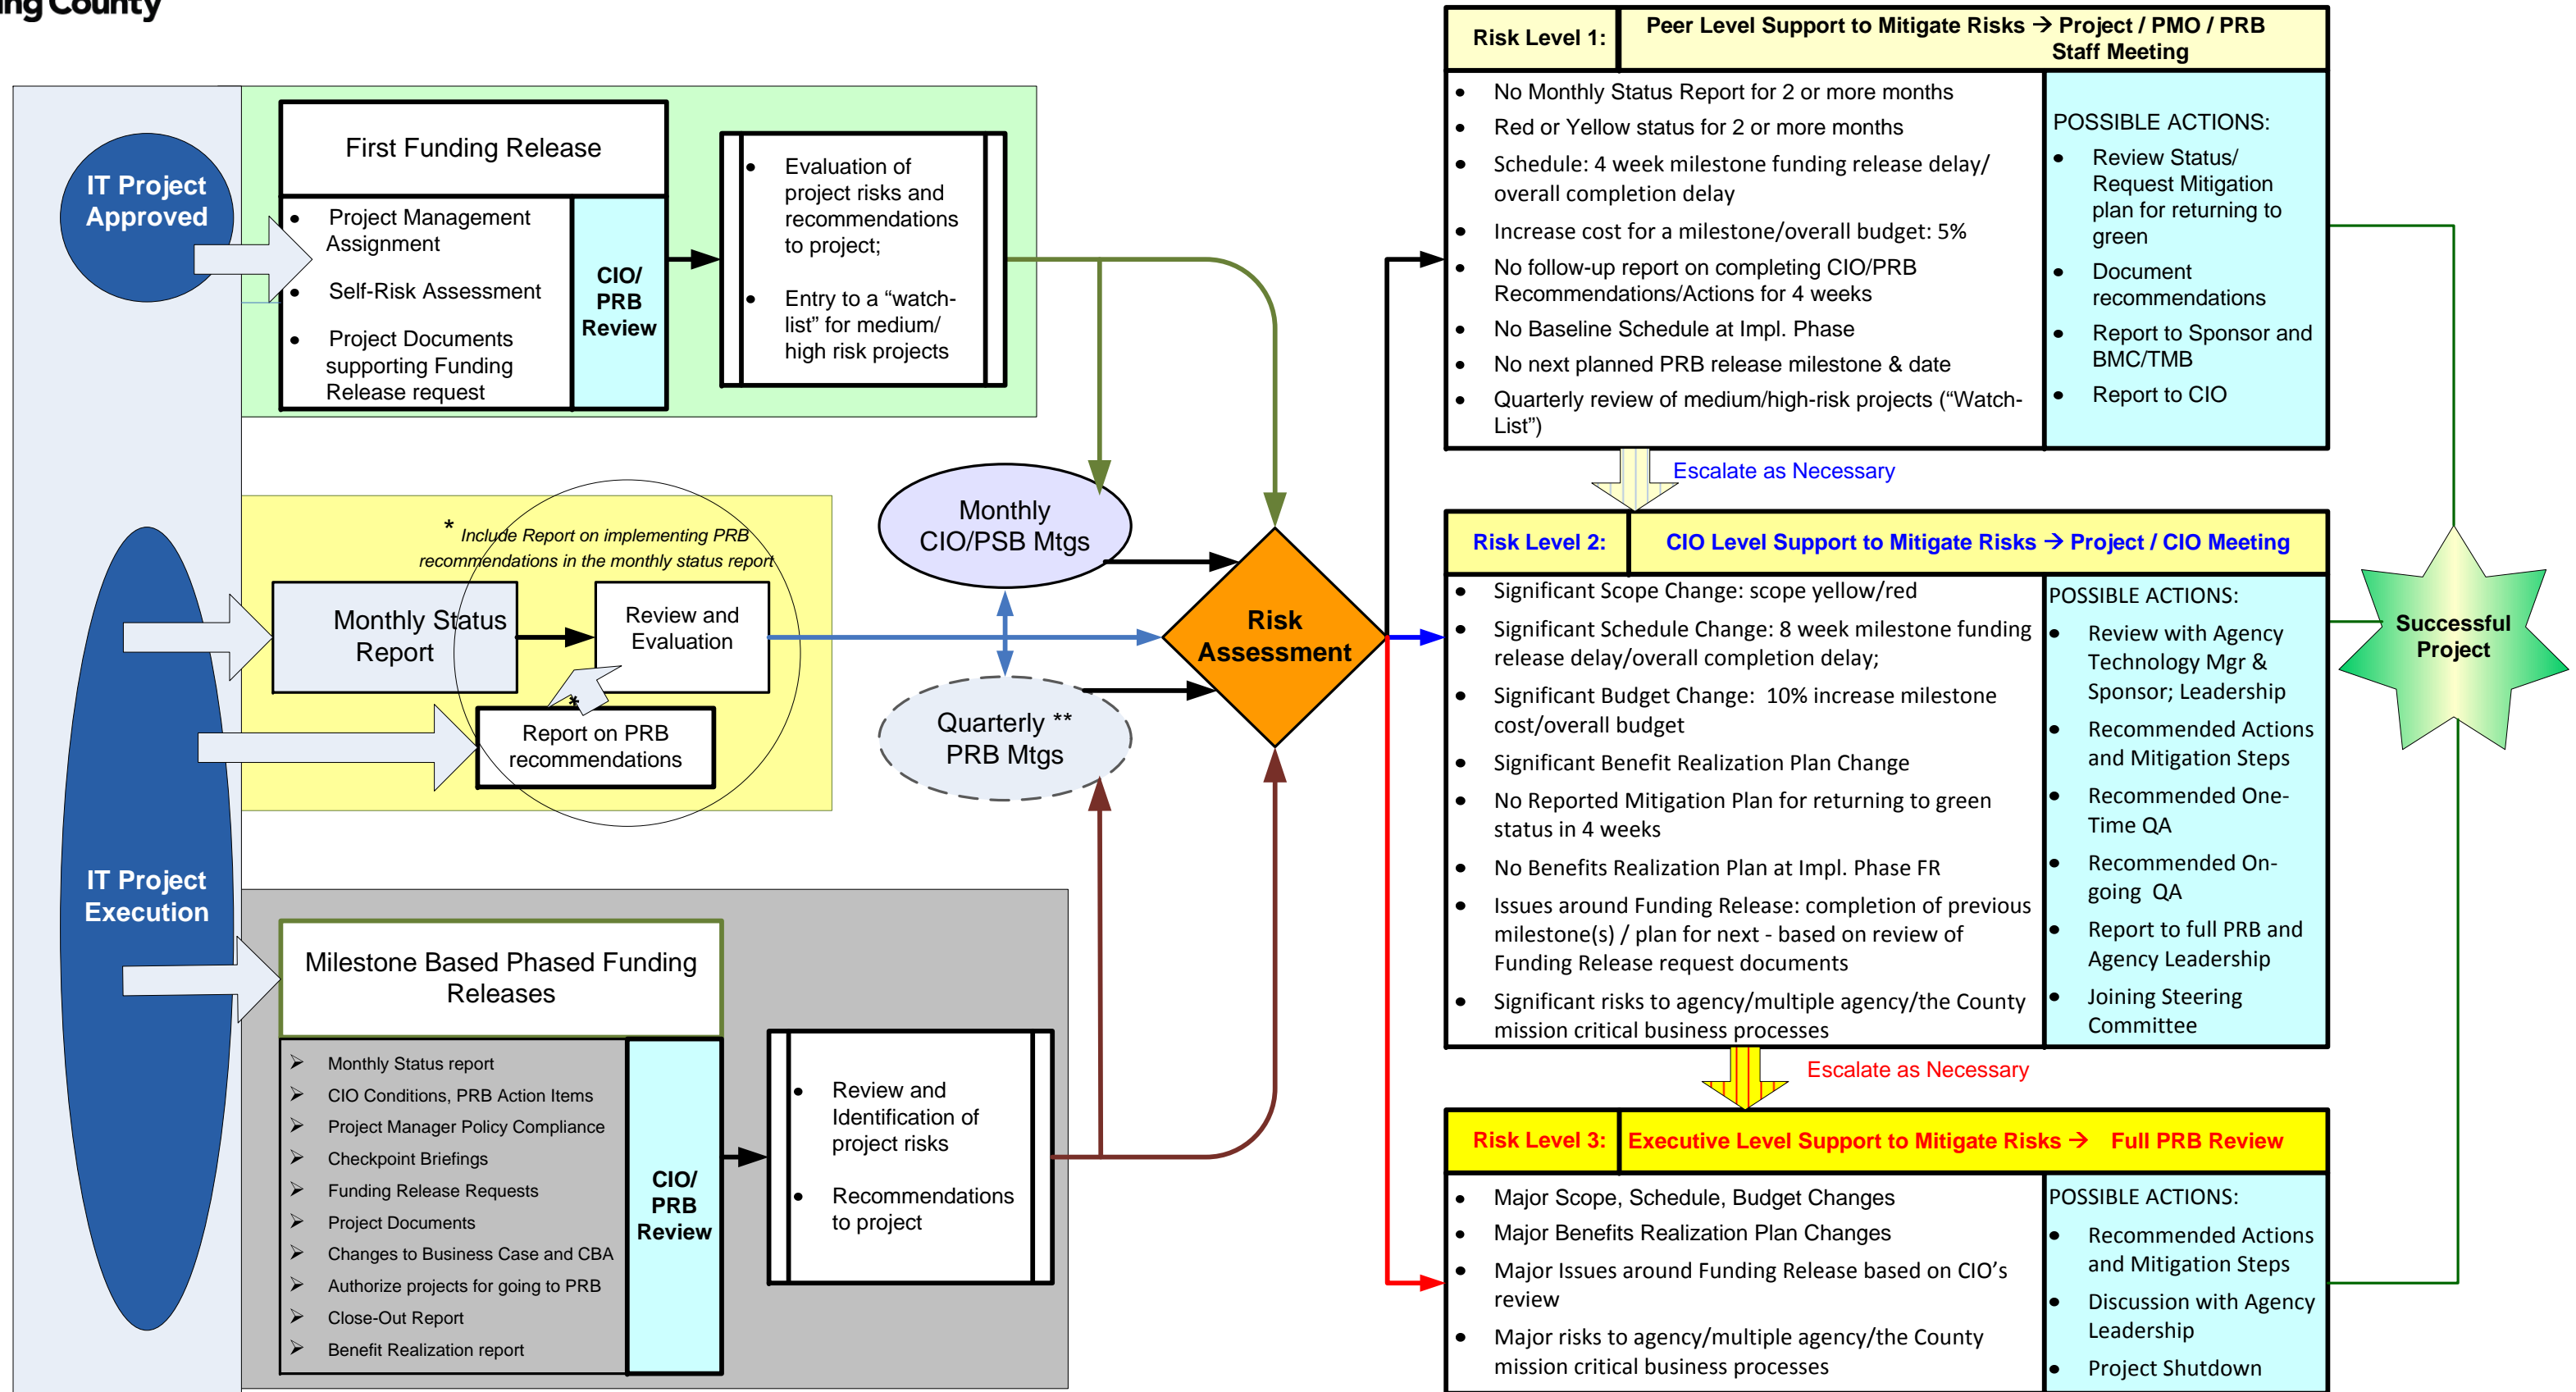 ing County
IT Project
Approved
First Funding Release
• Project Management
Assignment
• Self-Risk Assessment
• Project Documents
supporting Funding
Release request
CIO/
PRB
Review
• Evaluation of
project risks and
recommendations
to project;
• Entry to a “watch-
list” for medium/
high risk projects
* Include Report on implementing PRB
recommendations in the monthly status report
Monthly Status
Report
Review and
Evaluation
*
Report on PRB
recommendations
IT Project
Execution
Milestone Based Phased Funding
Releases
➢ Monthly Status report
➢ CIO Conditions, PRB Action Items
➢ Project Manager Policy Compliance
➢ Checkpoint Briefings
➢ Funding Release Requests
➢ Project Documents
➢ Changes to Business Case and CBA
➢ Authorize projects for going to PRB
➢ Close-Out Report
➢ Benefit Realization report
CIO/
PRB
Review
• Review and
Identification of
project risks
• Recommendations
to project
Monthly
CIO/PSB Mtgs
Quarterly **
PRB Mtgs
Risk
Assessment
Risk Level 1:
Peer Level Support to Mitigate Risks → Project / PMO / PRB
Staff Meeting
• No Monthly Status Report for 2 or more months
• Red or Yellow status for 2 or more months
• Schedule: 4 week milestone funding release delay/
overall completion delay
• Increase cost for a milestone/overall budget: 5%
• No follow-up report on completing CIO/PRB
Recommendations/Actions for 4 weeks
• No Baseline Schedule at Impl. Phase
• No next planned PRB release milestone & date
• Quarterly review of medium/high-risk projects (“Watch-
List”)
POSSIBLE ACTIONS:
• Review Status/
Request Mitigation
plan for returning to
green
• Document
recommendations
• Report to Sponsor and
BMC/TMB
• Report to CIO
Escalate as Necessary
Risk Level 2:
CIO Level Support to Mitigate Risks → Project / CIO Meeting
• Significant Scope Change: scope yellow/red
• Significant Schedule Change: 8 week milestone funding
release delay/overall completion delay;
• Significant Budget Change: 10% increase milestone
cost/overall budget
• Significant Benefit Realization Plan Change
• No Reported Mitigation Plan for returning to green
status in 4 weeks
• No Benefits Realization Plan at Impl. Phase FR
• Issues around Funding Release: completion of previous
milestone(s) / plan for next - based on review of
Funding Release request documents
• Significant risks to agency/multiple agency/the County
mission critical business processes
POSSIBLE ACTIONS:
• Review with Agency
Technology Mgr &
Sponsor; Leadership
• Recommended Actions
and Mitigation Steps
• Recommended One-
Time QA
• Recommended On-
going QA
• Report to full PRB and
Agency Leadership
• Joining Steering
Committee
Escalate as Necessary
Risk Level 3:
Executive Level Support to Mitigate Risks → Full PRB Review
• Major Scope, Schedule, Budget Changes
• Major Benefits Realization Plan Changes
• Major Issues around Funding Release based on CIO’s
review
• Major risks to agency/multiple agency/the County
mission critical business processes
POSSIBLE ACTIONS:
• Recommended Actions
and Mitigation Steps
• Discussion with Agency
Leadership
• Project Shutdown
Successful
Project